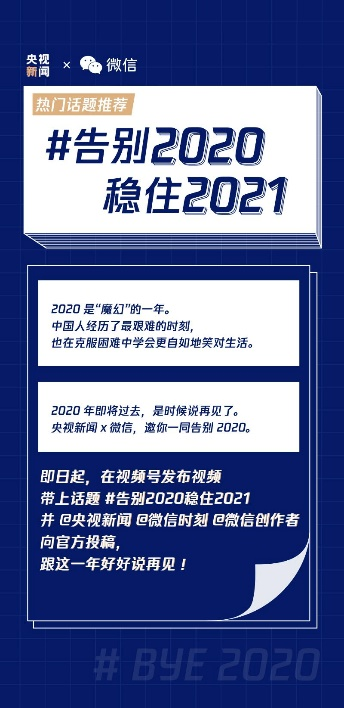 央视新闻 × 微信
热门话题推荐
#告别2020
稳住2021
2020 是“魔幻”的一年。
中国人经历了最艰难的时刻，
也在克服困难中学会更自如地笑对生活。
2020 年即将过去，是时候说再见了。
央视新闻 x 微信，邀你一同告别 2020。
即日起，在视频号发布视频
带上话题 #告别2020稳住2021
并 @央视新闻 @微信时刻 @微信创作者
向官方投稿，
跟这一年好好说再见！
# BYE 2020